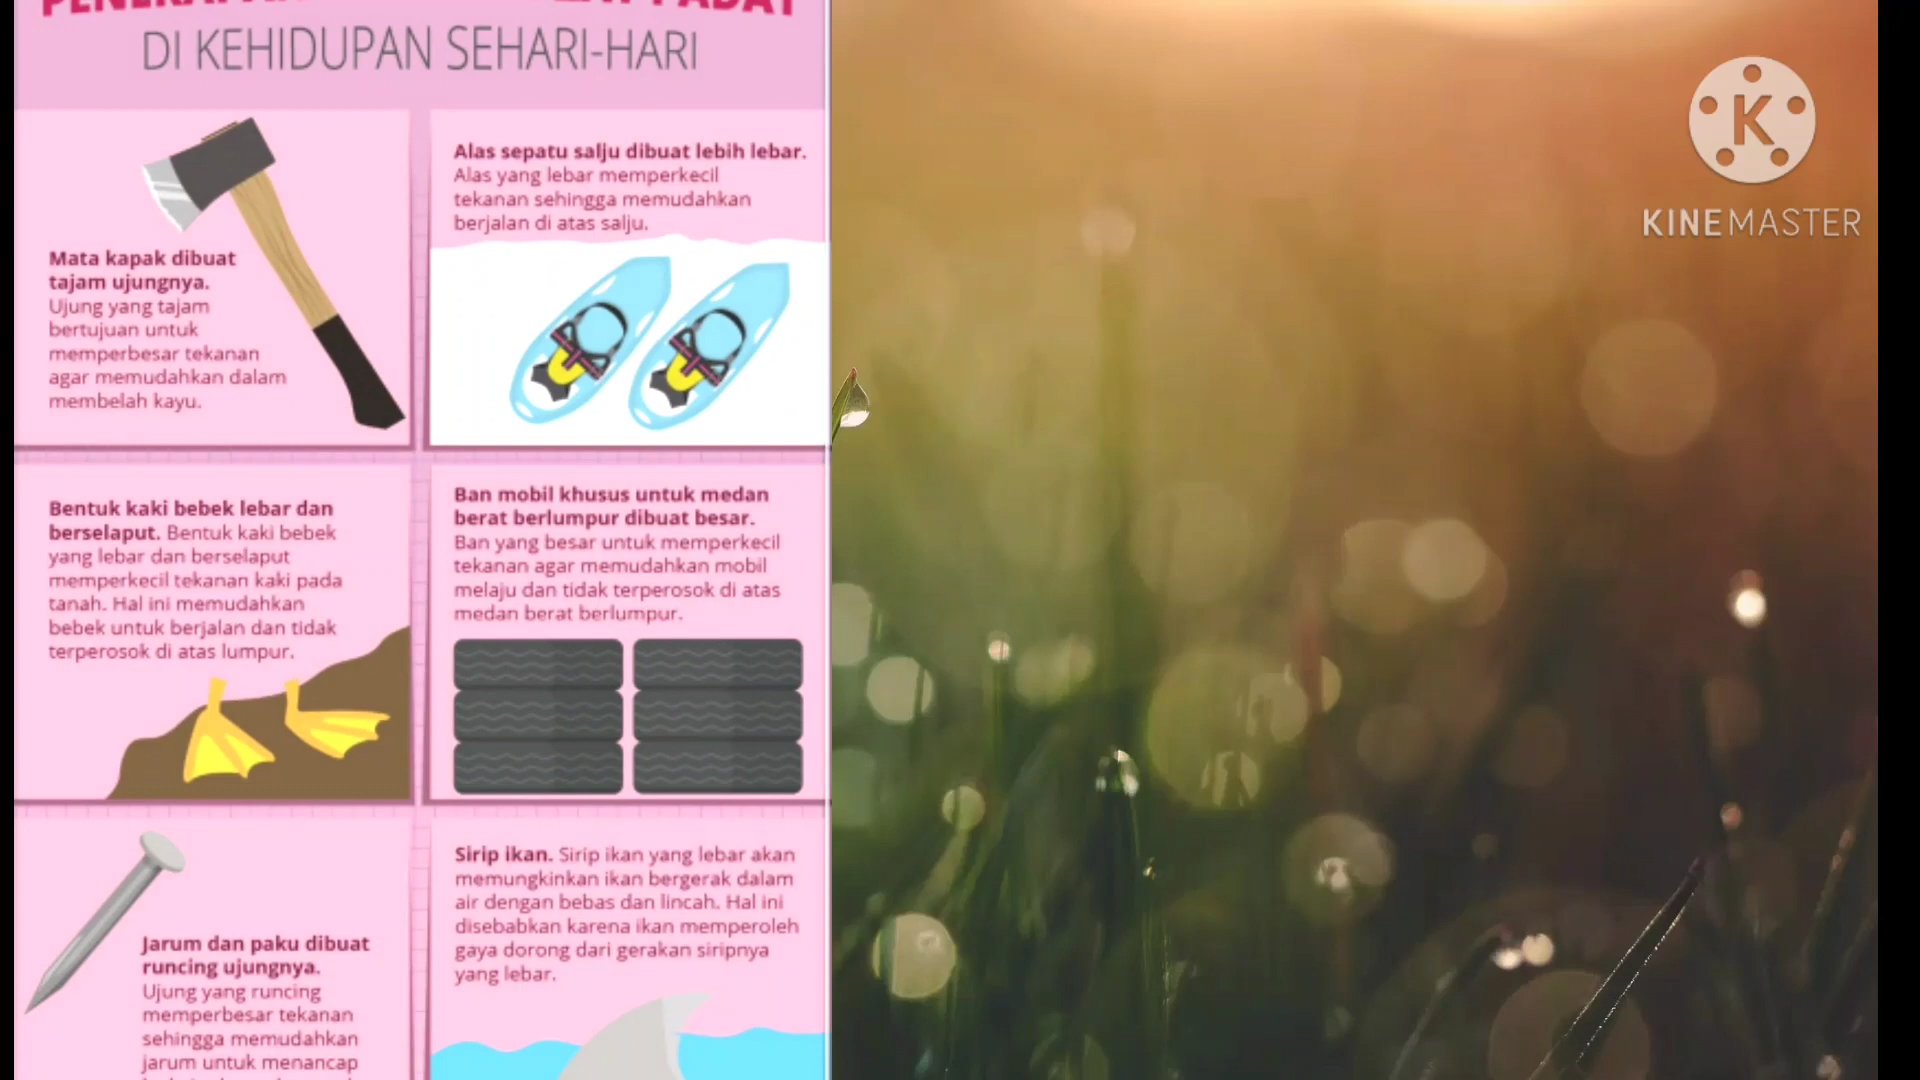 DI KEHIDUPAN SEHARI-HARI
Mata kapak dibuat
tajam ujungnya.
Ujung yang tajam
bertujuan untuk
memperbesar tekanan
agar memudahkan dalam
membelah kayu.
Alas sepatu salju dibuat lebih lebar.
Alas yang lebar memperkecil
tekanan sehingga memudahkan
berjalan di atas salju.
Bentuk kaki bebek lebar dan
berselaput. Bentuk kaki bebek
yang lebar dan berselaput
memperkecil tekanan kaki pada
tanah. Hal ini memudahkan
bebek untuk berjalan dan tidak
terperosok di atas lumpur.
Ban mobil khusus untuk medan
berat berlumpur dibuat besar.
Ban yang besar untuk memperkecil
tekanan agar memudahkan mobil
melaju dan tidak terperosok di atas
medan berat berlumpur.
Jarum dan paku dibuat
runcing ujungnya.
Ujung yang runcing
memperbesar tekanan
sehingga memudahkan
jarum untuk menancap
Sirip ikan. Sirip ikan yang lebar akan
memungkinkan ikan bergerak dalam
air dengan bebas dan lincah. Hal ini
disebabkan karena ikan memperoleh
gaya dorong dari gerakan siripnya
yang lebar.
K
KINEMASTER